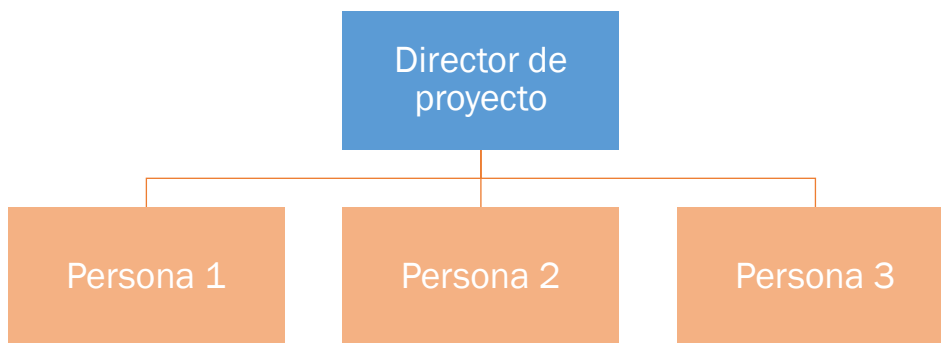 Director de
proyecto
Persona 1
Persona 2
Persona 3